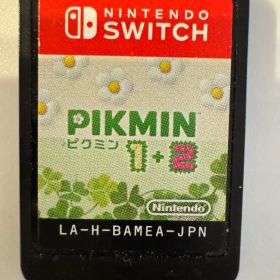 NINTENDO
SWITCH
PIKMIN
ピクミン 1+2
Nintendo
LA-H-BAMEA-JPN